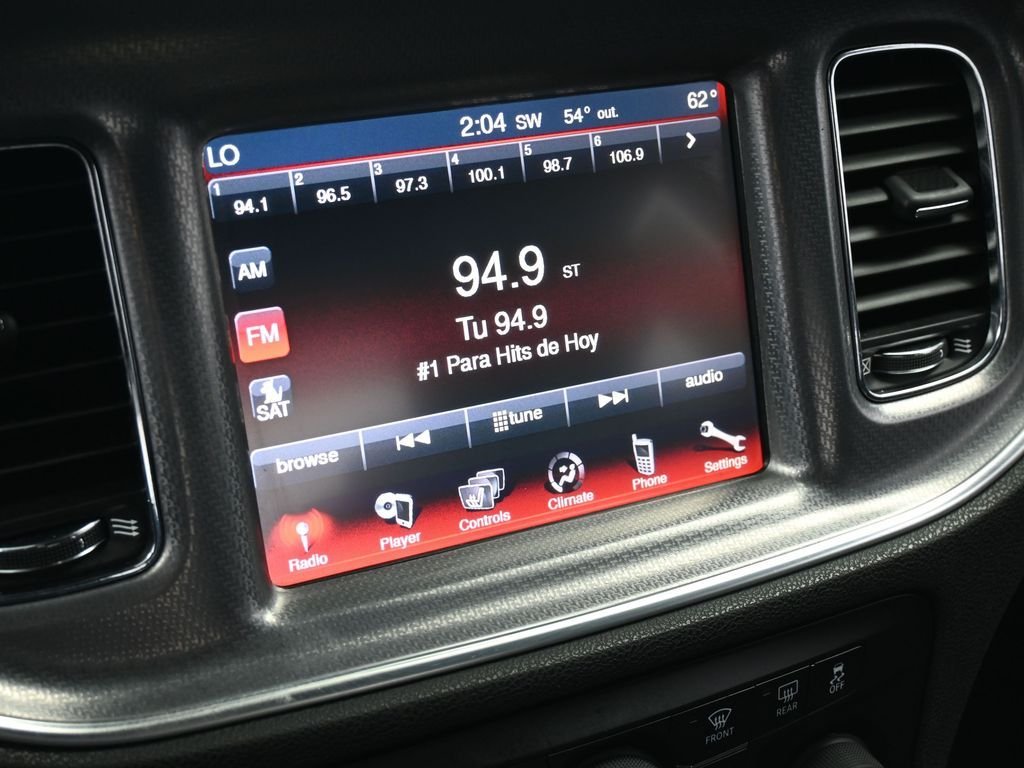 LO 2:04 SW 54° out. 62°
1 2 3 4 5 6
94.1 96.5 97.3 100.1 98.7 106.9
AM
94.9 ST
FM
Tu 94.9
#1 Para Hits de Hoy
SAT
browse tune audio
Radio Player Controls Climate Phone Settings
FRONT REAR OFF